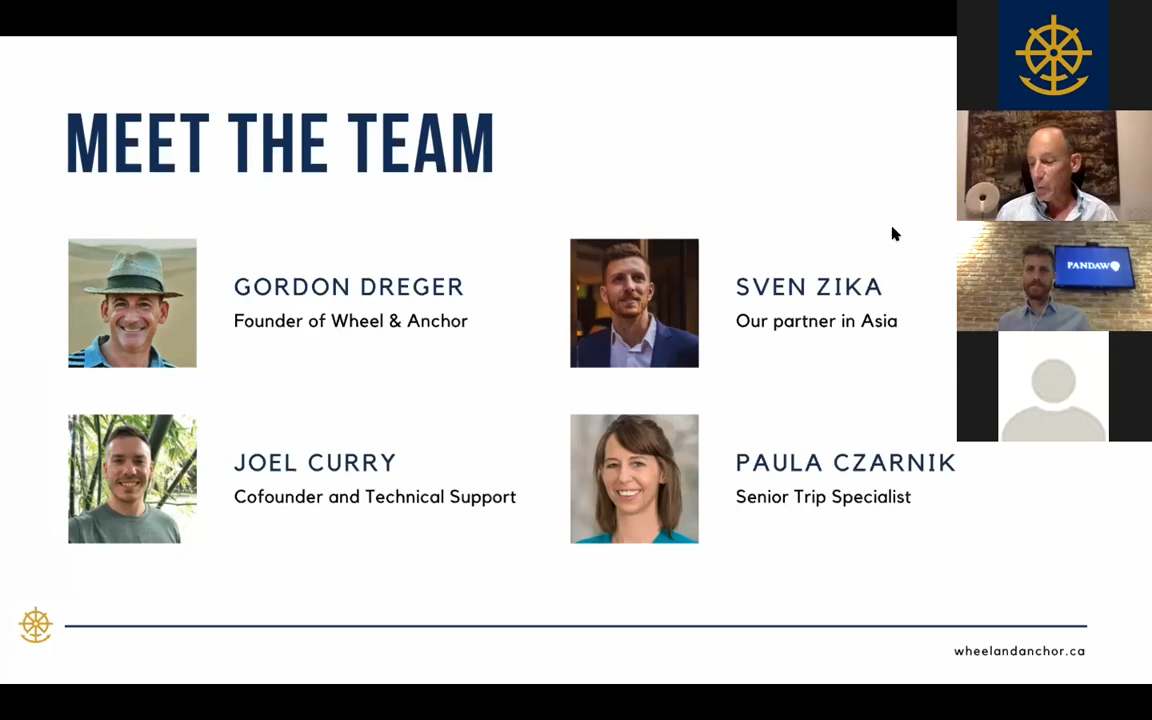 MEET THE TEAM
GORDON DREGER
Founder of Wheel & Anchor
SVEN ZIKA
Our partner in Asia
JOEL CURRY
Cofounder and Technical Support
PAULA CZARNIK
Senior Trip Specialist
wheelandanchor.ca
PANDAW